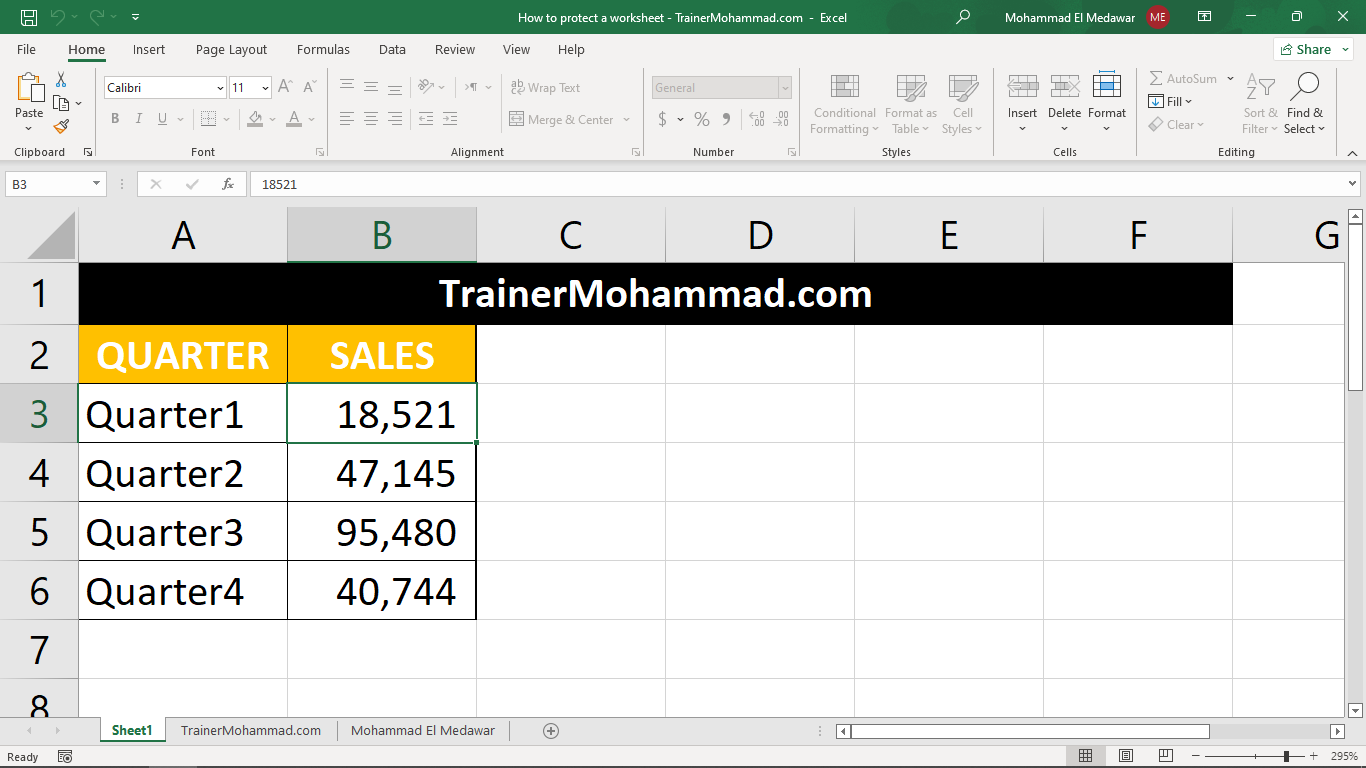 How to protect a worksheet - TrainerMohammad.com - Excel
Mohammad El Medawar ME
File Home Insert Page Layout Formulas Data Review View Help Share
Paste
Clipboard
Calibri 11
B I U A A A
Font
ab Wrap Text
Merge & Center
Alignment
General
$ % 9
Number
Conditional Formatting
Format as Table
Cell Styles
Styles
Insert Delete Format
Cells
AutoSum
Fill
Clear
Sort & Filter
Find & Select
Editing
B3 fx 18521
A B C D E F G
1 TrainerMohammad.com
2 QUARTER SALES
3 Quarter1 18,521
4 Quarter2 47,145
5 Quarter3 95,480
6 Quarter4 40,744
7
8
Sheet1 TrainerMohammad.com Mohammad El Medawar
Ready 295%